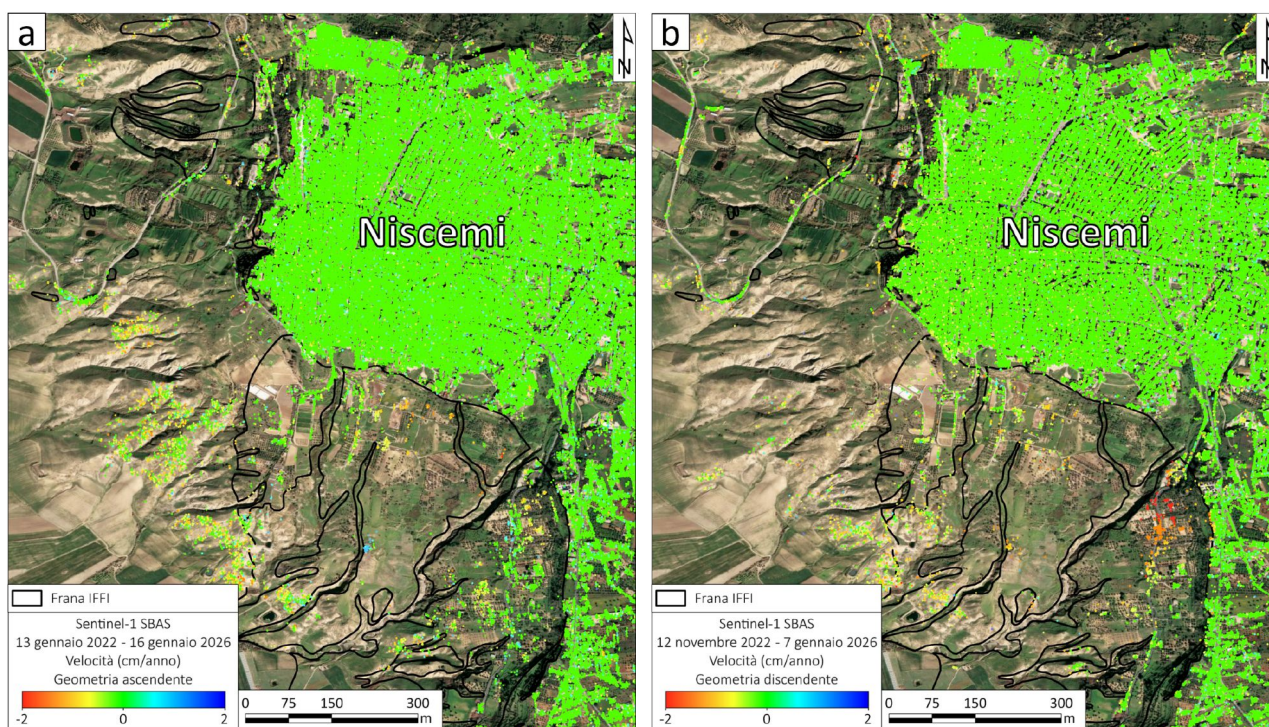 a
N
Niscemi
Frana IFFI
Sentinel-1 SBAS
13 gennaio 2022 - 16 gennaio 2026
Velocità (cm/anno)
Geometria ascendente
-2 0 2
0 75 150 300
m
b
N
Niscemi
Frana IFFI
Sentinel-1 SBAS
12 novembre 2022 - 7 gennaio 2026
Velocità (cm/anno)
Geometria discendente
-2 0 2
0 75 150 300
m